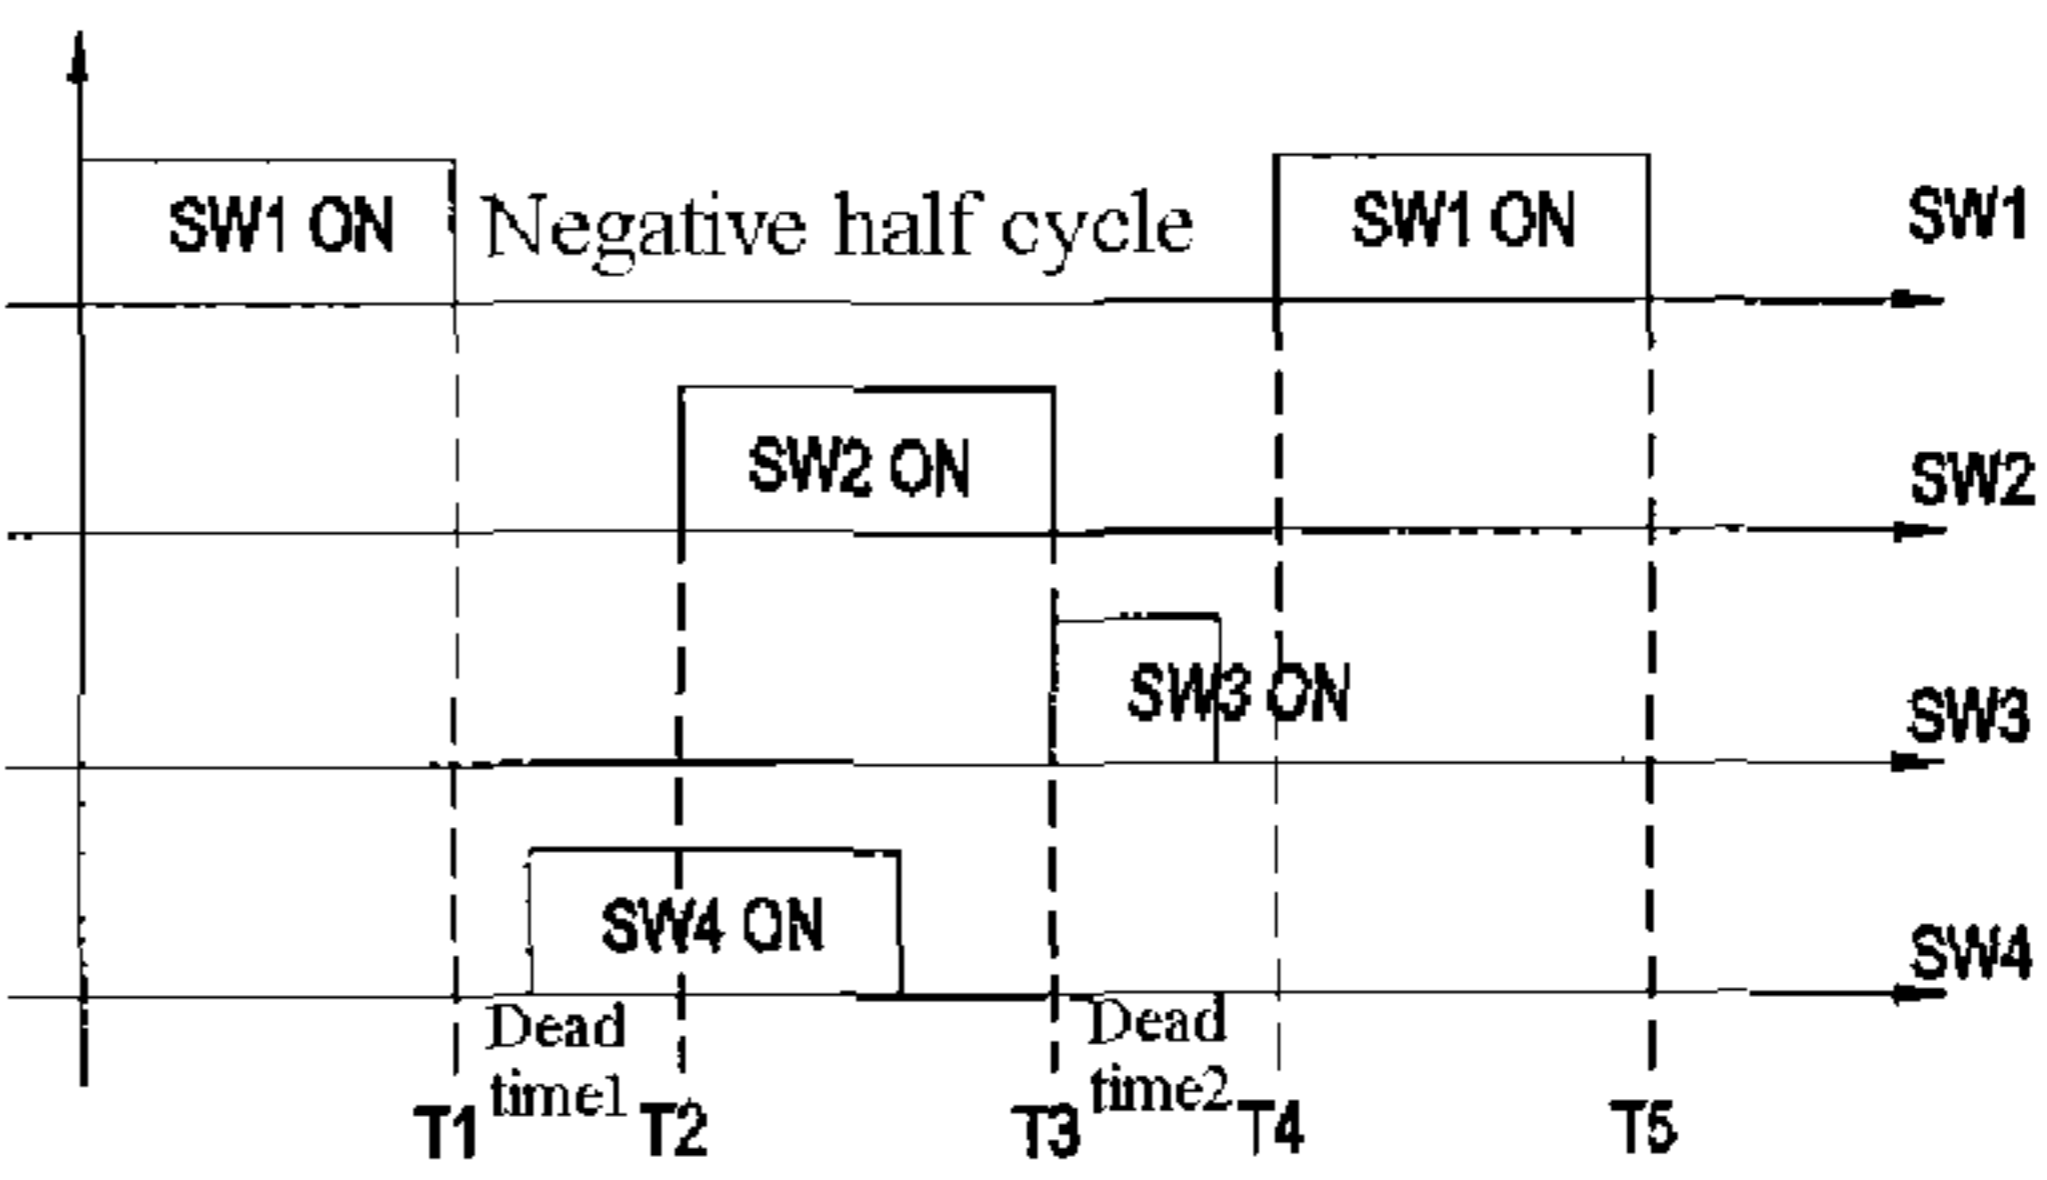 SW1 ON Negative half cycle SW1 ON SW1
SW2 ON SW2
SW3 ON SW3
SW4 ON SW4
Dead time1 Dead time2
T1 T2 T3 T4 T5